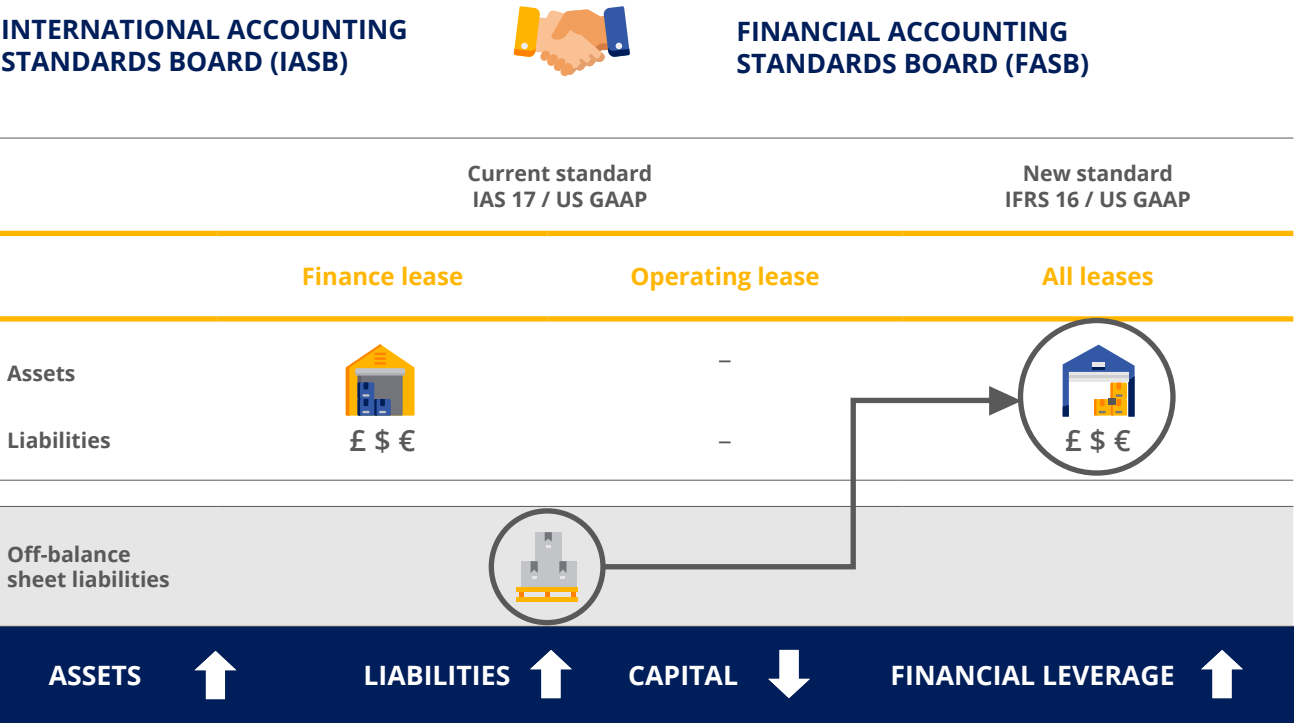 INTERNATIONAL ACCOUNTING
STANDARDS BOARD (IASB)
FINANCIAL ACCOUNTING
STANDARDS BOARD (FASB)
Current standard
IAS 17 / US GAAP
New standard
IFRS 16 / US GAAP
Finance lease
Operating lease
All leases
Assets
–
Liabilities
£ $ €
–
£ $ €
Off-balance
sheet liabilities
ASSETS
LIABILITIES
CAPITAL
FINANCIAL LEVERAGE